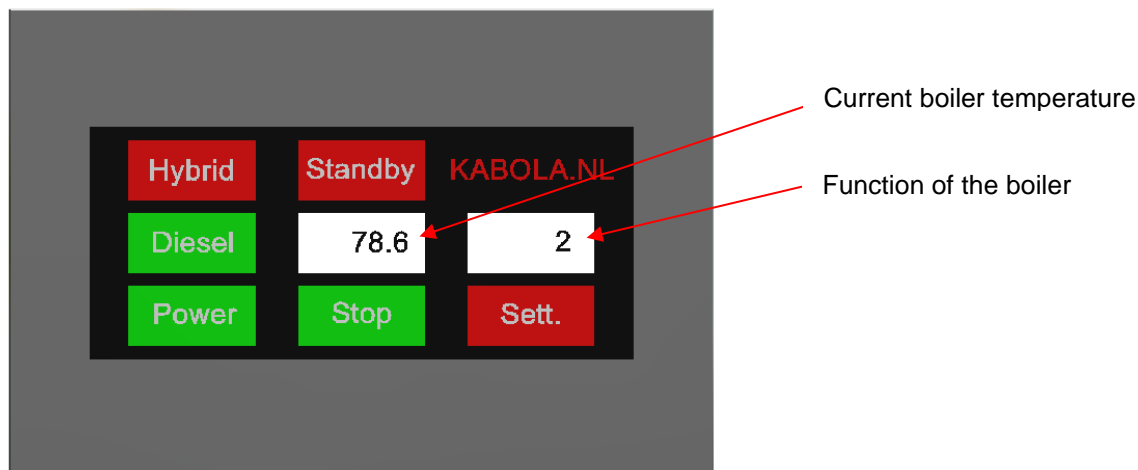 Current boiler temperature
Hybrid Standby KABOLA.NL
Function of the boiler
Diesel 78.6 2
Power Stop Sett.